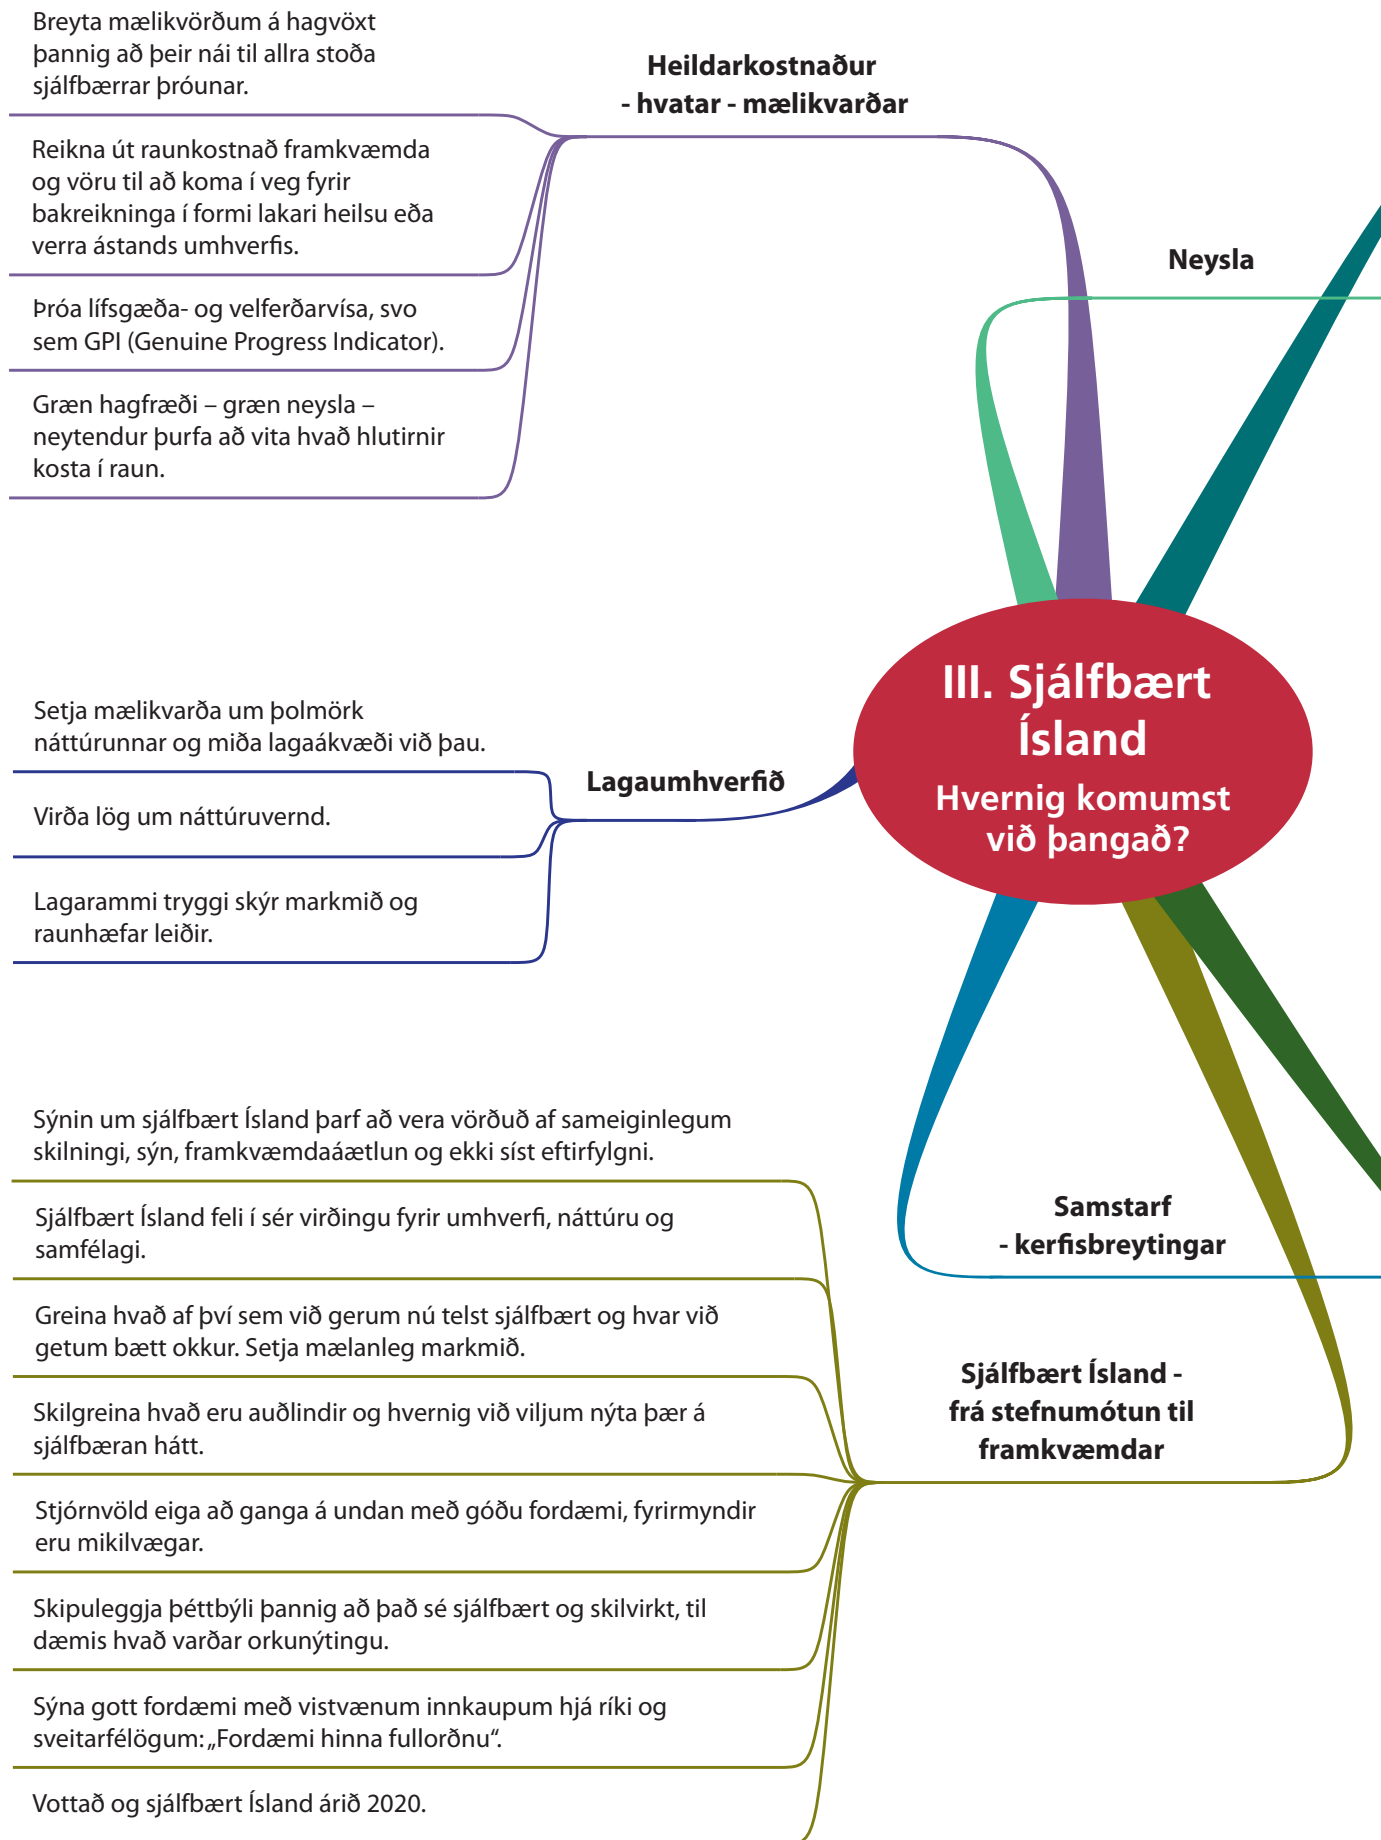 Breyta mælikvörðum á hagvöxt
þannig að þeir nái til allra stoða
sjálfbærrar þróunar.
Reikna út raunkostnað framkvæmda
og vöru til að koma í veg fyrir
bakreikninga í formi lakari heilsu eða
verra ástands umhverfis.
Þróa lífsgæða- og velferðarvísa, svo
sem GPI (Genuine Progress Indicator).
Græn hagfræði – græn neysla –
neytendur þurfa að vita hvað hlutirnir
kosta í raun.
Heildarkostnaður
- hvatar - mælikvarðar
Neysla
III. Sjálfbært
Ísland
Hvernig komumst
við þangað?
Setja mælikvarða um þolmörk
náttúrunnar og miða lagaákvæði við þau.
Virða lög um náttúruvernd.
Lagarammi tryggi skýr markmið og
raunhæfar leiðir.
Lagaumhverfið
Sýnin um sjálfbært Ísland þarf að vera vörðuð af sameiginlegum
skilningi, sýn, framkvæmdaáætlun og ekki síst eftirfylgni.
Sjálfbært Ísland feli í sér virðingu fyrir umhverfi, náttúru og
samfélagi.
Greina hvað af því sem við gerum nú telst sjálfbært og hvar við
getum bætt okkur. Setja mælanleg markmið.
Skilgreina hvað eru auðlindir og hvernig við viljum nýta þær á
sjálfbæran hátt.
Stjórnvöld eiga að ganga á undan með góðu fordæmi, fyrirmyndir
eru mikilvægar.
Skipuleggja þéttbýli þannig að það sé sjálfbært og skilvirkt, til
dæmis hvað varðar orkunýtingu.
Sýna gott fordæmi með vistvænum innkaupum hjá ríki og
sveitarfélögum: „Fordæmi hinna fullorðnu“.
Vottað og sjálfbært Ísland árið 2020.
Samstarf
- kerfisbreytingar
Sjálfbært Ísland -
frá stefnumótun til
framkvæmdar